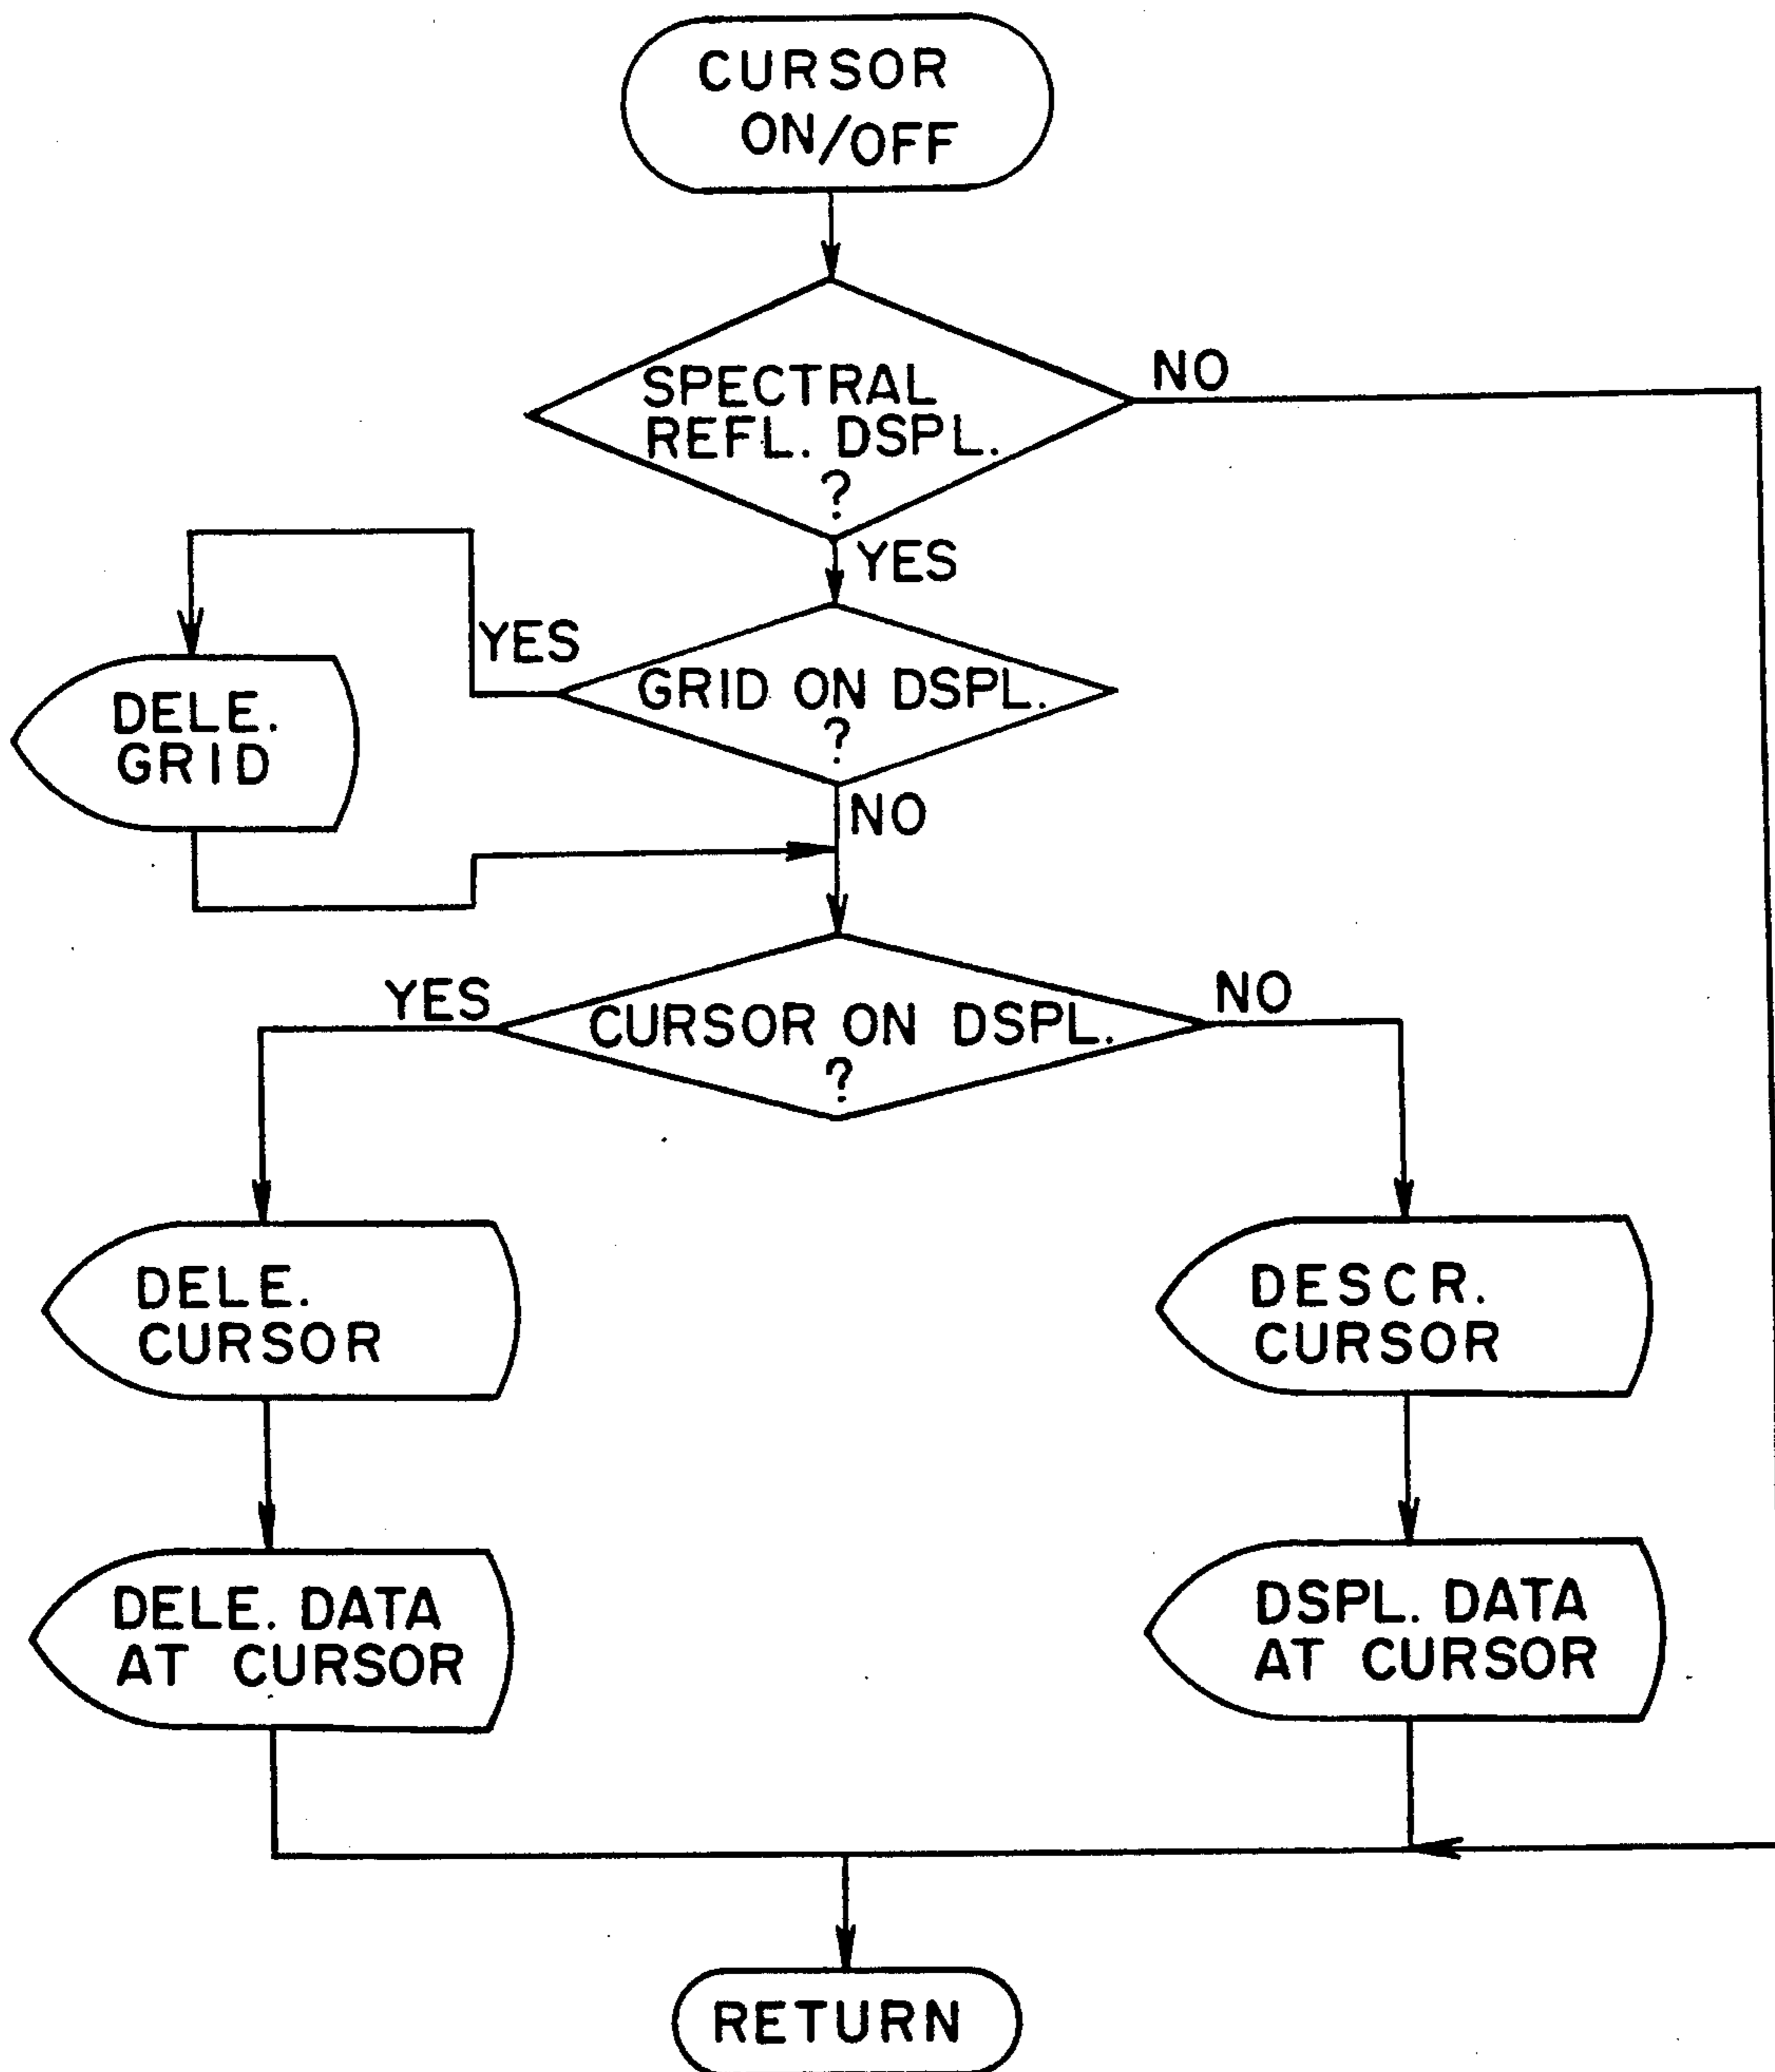 CURSOR
ON/OFF
SPECTRAL
REFL. DSPL.
?
NO
YES
GRID ON DSPL.
?
YES
DELE.
GRID
NO
CURSOR ON DSPL.
?
YES
NO
DELE.
CURSOR
DESCR.
CURSOR
DELE. DATA
AT CURSOR
DSPL. DATA
AT CURSOR
RETURN